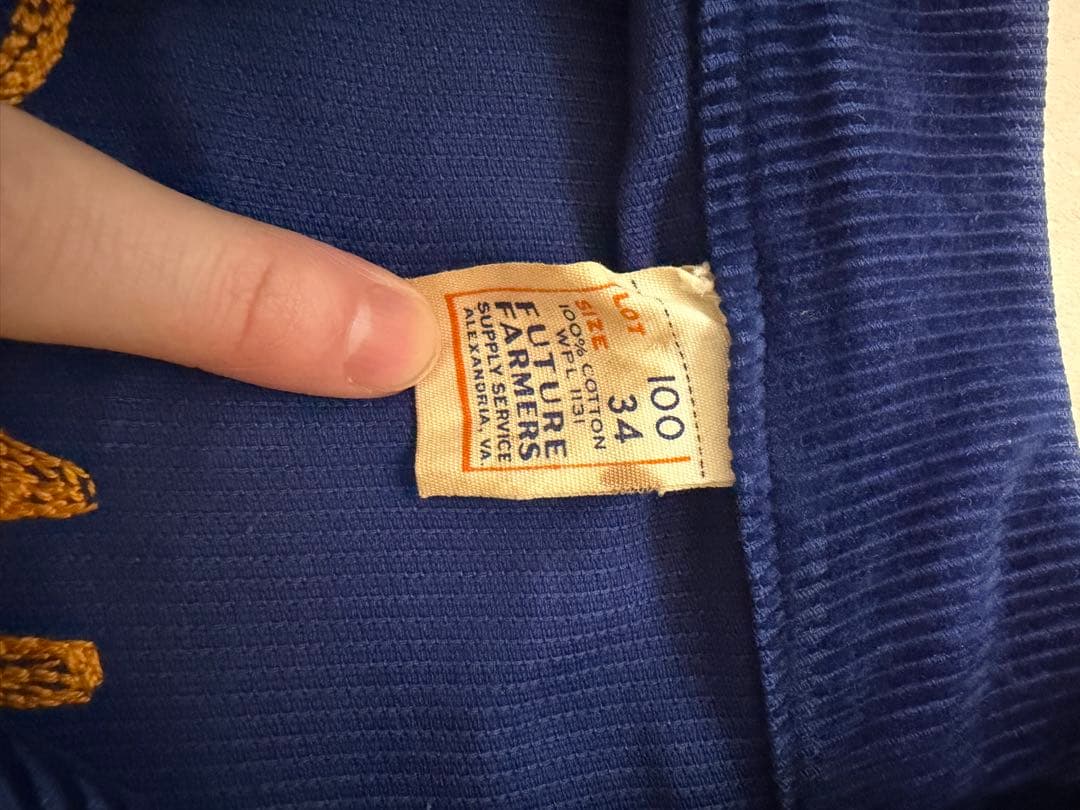 LOT 100
SIZE 34
100% COTTON
WPL 1131
FUTURE
FARMERS
SUPPLY SERVICE
ALEXANDRIA, VA.